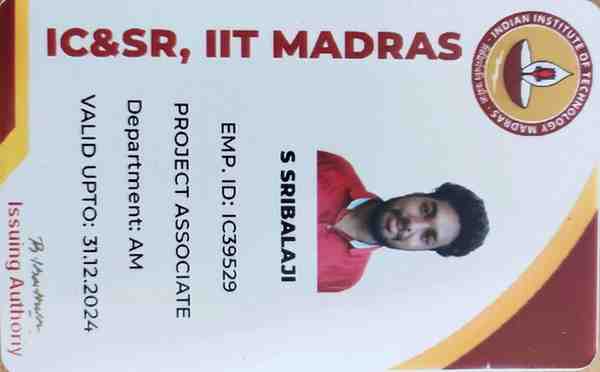 INDIAN INSTITUTE OF TECHNOLOGY MADRAS
IC&SR, IIT MADRAS
S SRIBALAJI
EMP. ID: IC39529
PROJECT ASSOCIATE
Department: AM
VALID UPTO: 31.12.2024
Issuing Authority